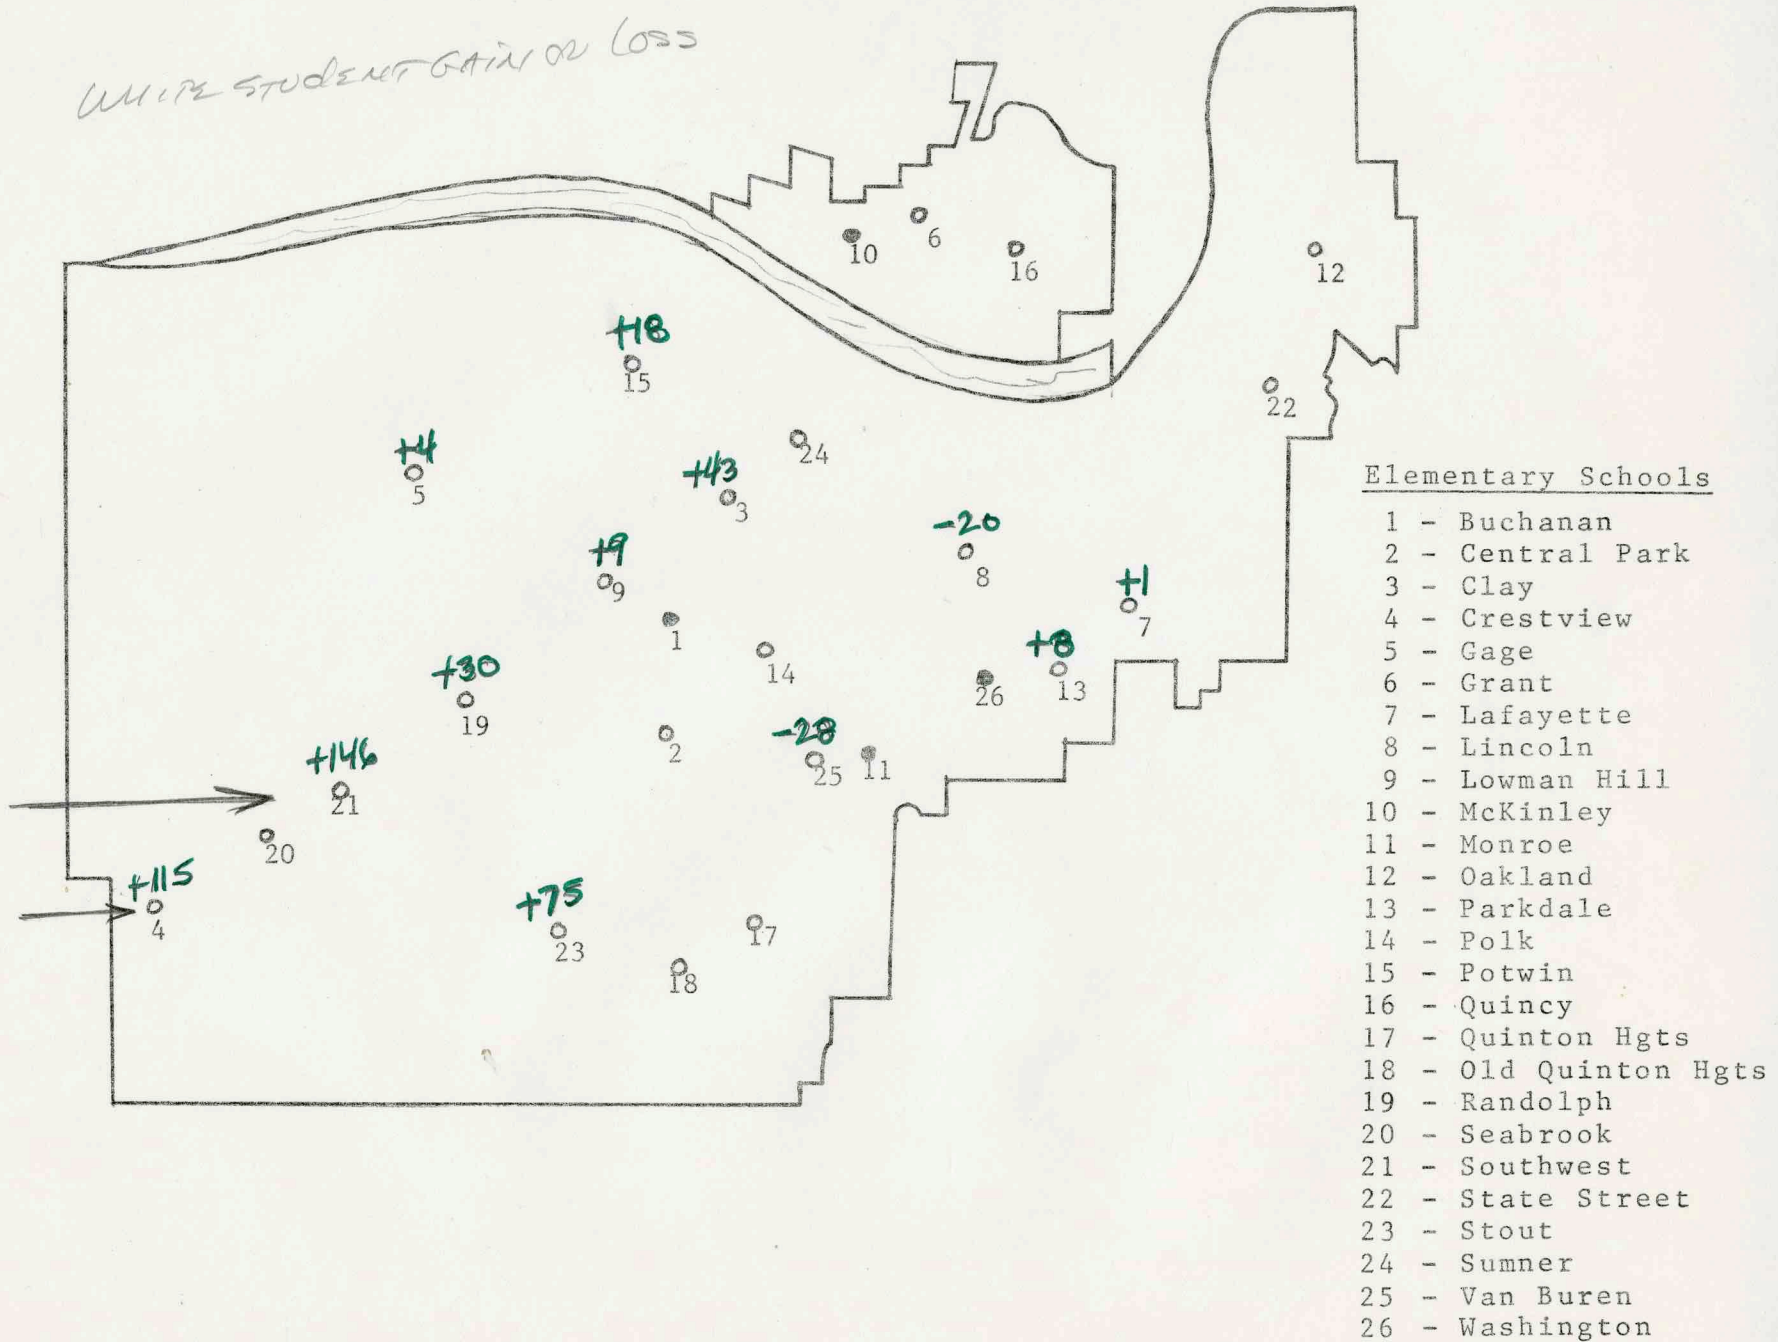 WHITE STUDENT GAIN OR LOSS
6
10
16
12
+18
15
22
+4
5
24
+43
3
-20
8
+9
9
+1
7
1
14
+8
13
26
+30
19
2
-28
25
11
+146
21
20
+115
4
+75
23
17
18
Elementary Schools
1 - Buchanan
2 - Central Park
3 - Clay
4 - Crestview
5 - Gage
6 - Grant
7 - Lafayette
8 - Lincoln
9 - Lowman Hill
10 - McKinley
11 - Monroe
12 - Oakland
13 - Parkdale
14 - Polk
15 - Potwin
16 - Quincy
17 - Quinton Hgts
18 - Old Quinton Hgts
19 - Randolph
20 - Seabrook
21 - Southwest
22 - State Street
23 - Stout
24 - Sumner
25 - Van Buren
26 - Washington